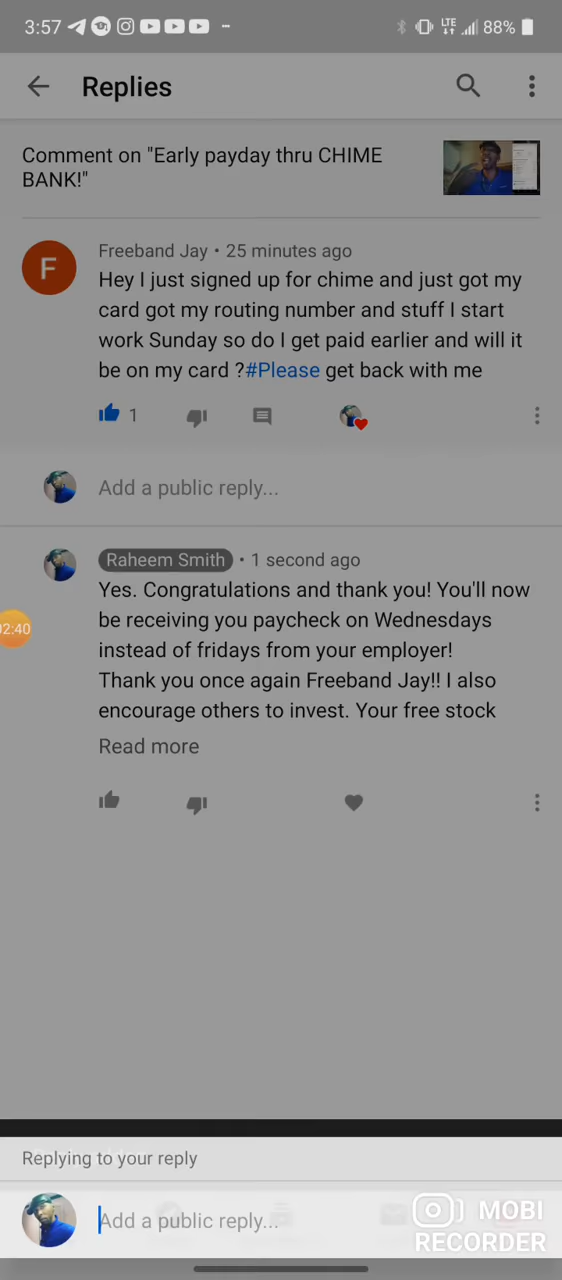 3:57
LTE 88%
Replies
Comment on "Early payday thru CHIME
BANK!"
F
Freeband Jay • 25 minutes ago
Hey I just signed up for chime and just got my
card got my routing number and stuff I start
work Sunday so do I get paid earlier and will it
be on my card ?#Please get back with me
1
Add a public reply...
Raheem Smith • 1 second ago
Yes. Congratulations and thank you! You'll now
be receiving you paycheck on Wednesdays
instead of fridays from your employer!
Thank you once again Freeband Jay!! I also
encourage others to invest. Your free stock
Read more
02:40
Replying to your reply
Add a public reply...
MOBI
RECORDER